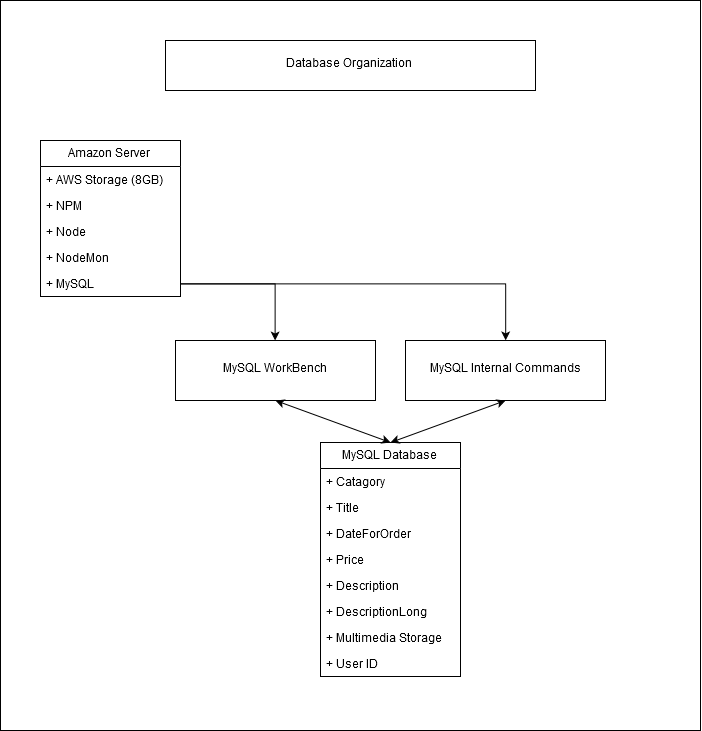 Database Organization
Amazon Server
+ AWS Storage (8GB)
+ NPM
+ Node
+ NodeMon
+ MySQL
MySQL WorkBench
MySQL Internal Commands
MySQL Database
+ Catagory
+ Title
+ DateForOrder
+ Price
+ Description
+ DescriptionLong
+ Multimedia Storage
+ User ID